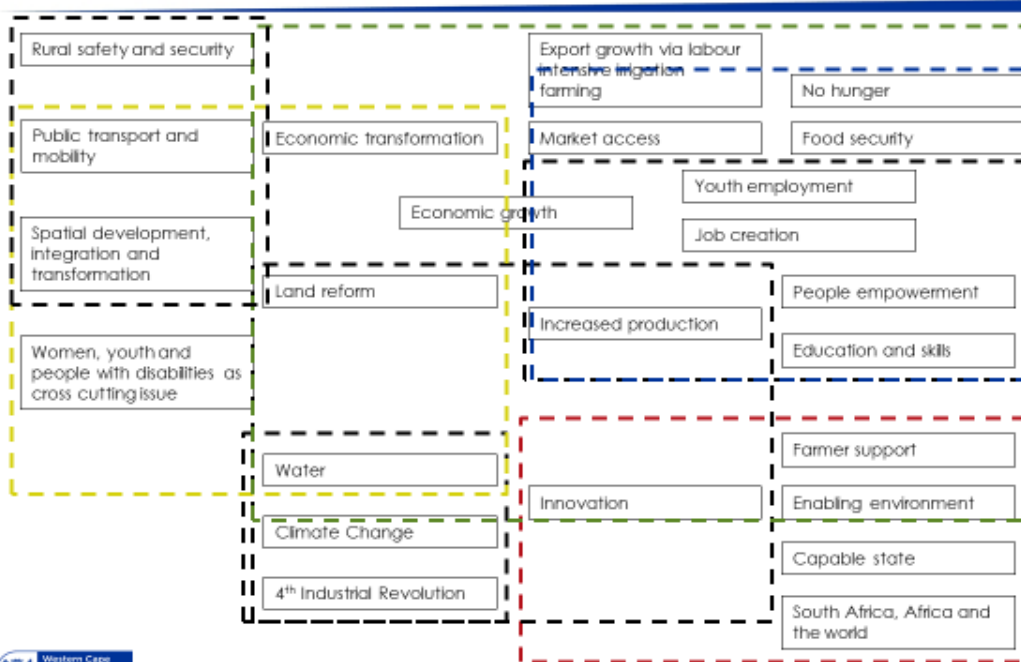 Rural safety and security
Public transport and
mobility
Spatial development,
integration and
transformation
Women, youth and
people with disabilities as
cross cutting issue
Economic transformation
Economic growth
Land reform
Water
Climate Change
4th Industrial Revolution
Export growth via labour
intensive irrigation
farming
Market access
Increased production
Innovation
No hunger
Food security
Youth employment
Job creation
People empowerment
Education and skills
Farmer support
Enabling environment
Capable state
South Africa, Africa and
the world
Western Cape